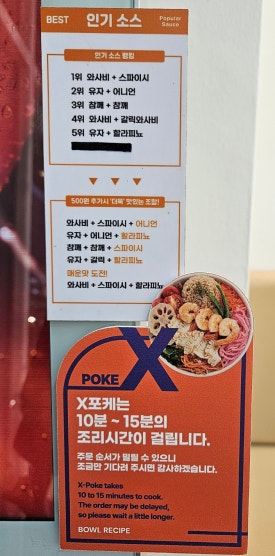 BEST 인기 소스 Popular Sauce
인기 소스 랭킹
1위 와사비 + 스파이시
2위 유자 + 어니언
3위 참깨 + 참깨
4위 와사비 + 갈릭와사비
5위 유자 + 할라피뇨
500원 추가시 '더욱' 맛있는 조합!
와사비 + 스파이시 + 어니언
유자 + 어니언 + 할라피뇨
참깨 + 참깨 + 스파이시
유자 + 갈릭 + 할라피뇨
매운맛 도전!
와사비 + 스파이시 + 할라피뇨
POKE X
X포케는
10분 ~ 15분의
조리시간이 걸립니다.
주문 순서가 밀릴 수 있으니
조금만 기다려 주시면 감사하겠습니다.
X-Poke takes
10 to 15 minutes to cook.
The order may be delayed,
so please wait a little longer.
BOWL RECIPE